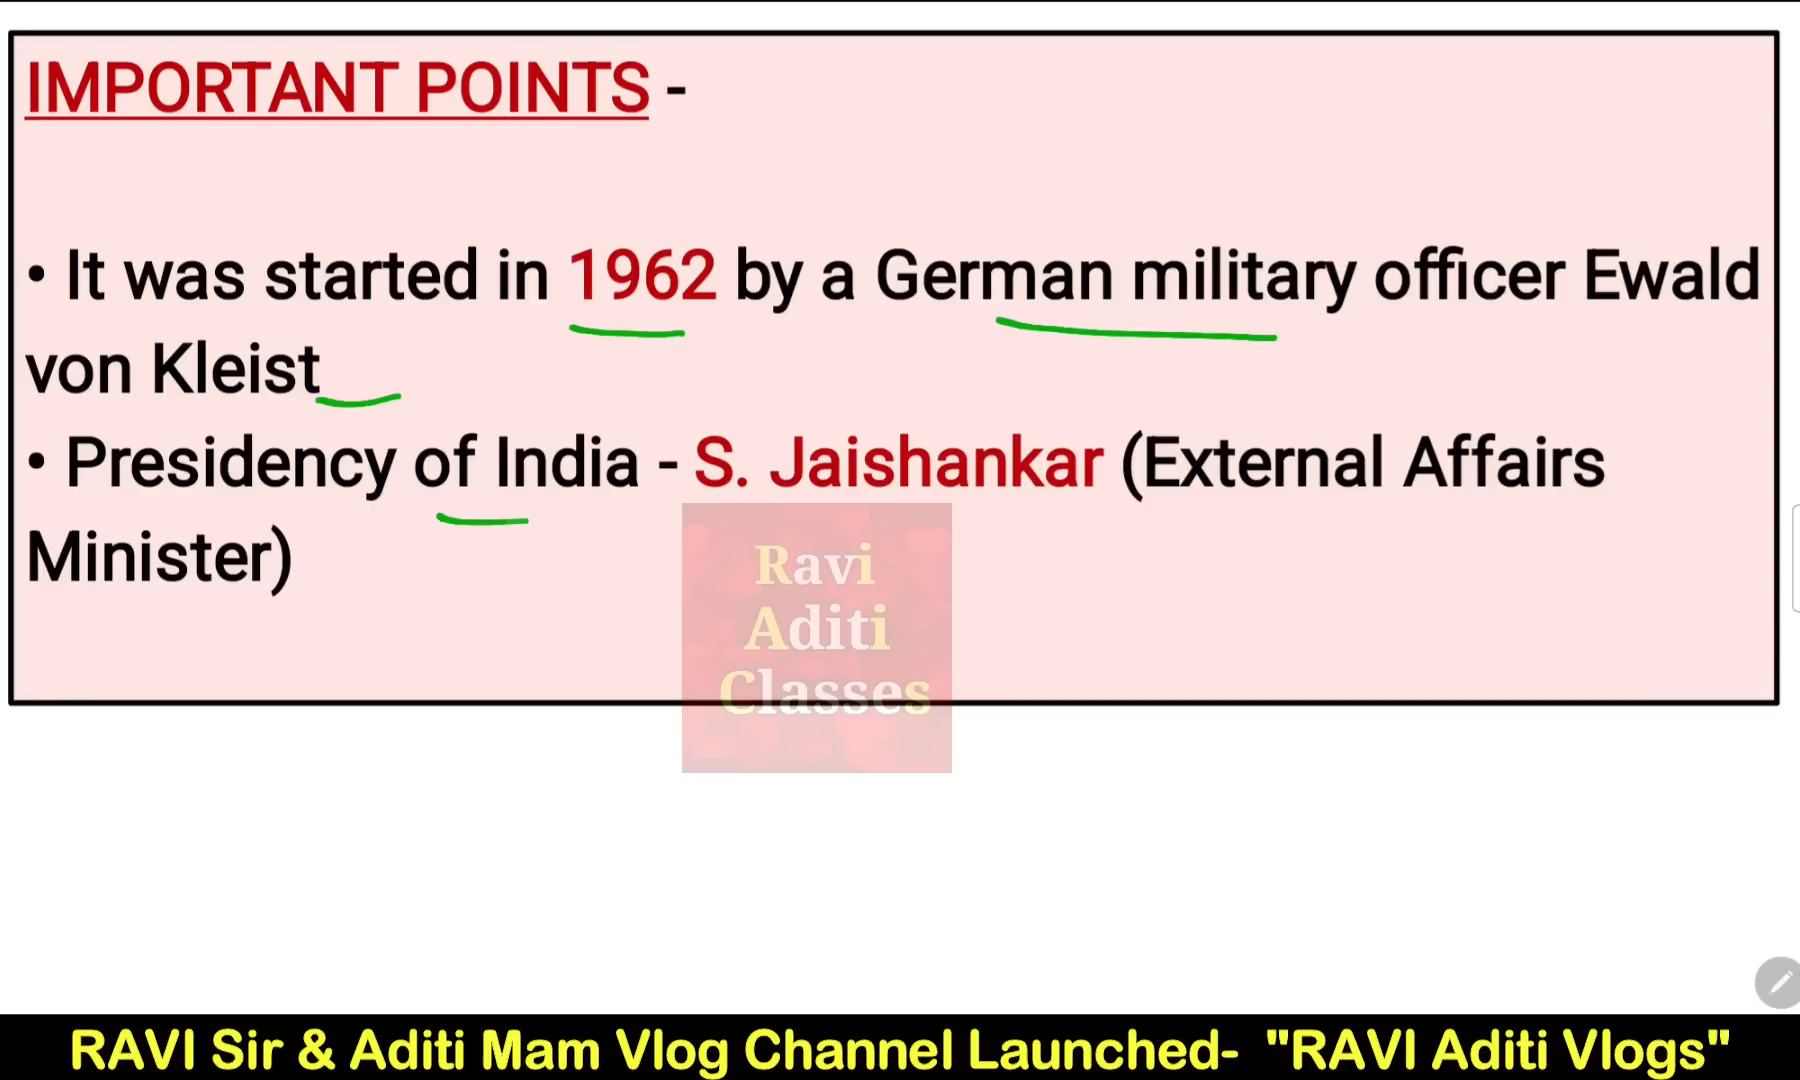 IMPORTANT POINTS -
• It was started in 1962 by a German military officer Ewald
von Kleist
• Presidency of India - S. Jaishankar (External Affairs
Minister)
Ravi
Aditi
Classes
RAVI Sir & Aditi Mam Vlog Channel Launched- "RAVI Aditi Vlogs"